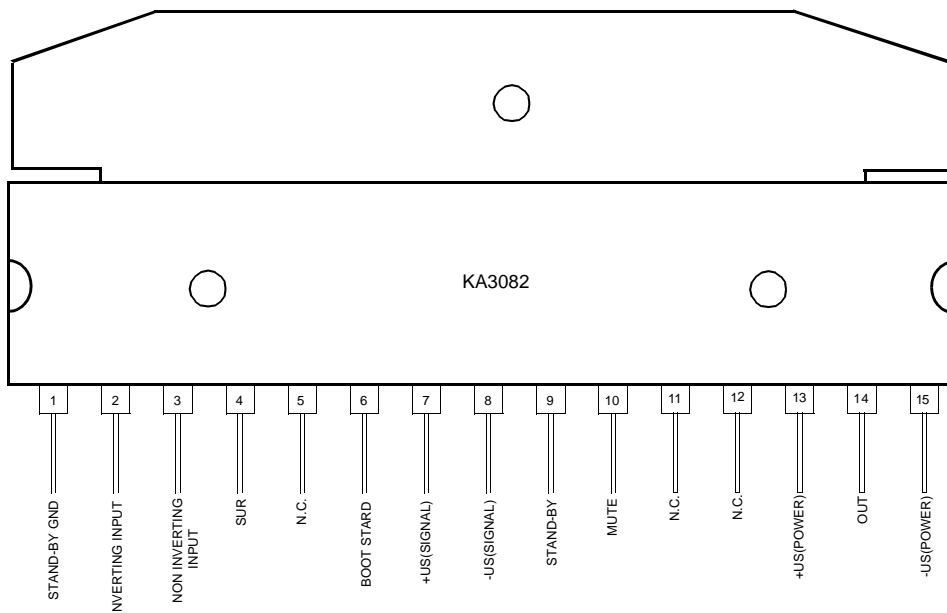 KA3082
1
2
3
4
5
6
7
8
9
10
11
12
13
14
15
STAND-BY GND
NVERTING INPUT
NON INVERTING
INPUT
SUR
N.C.
BOOT STARD
+US(SIGNAL)
-US(SIGNAL)
STAND-BY
MUTE
N.C.
N.C.
+US(POWER)
OUT
-US(POWER)